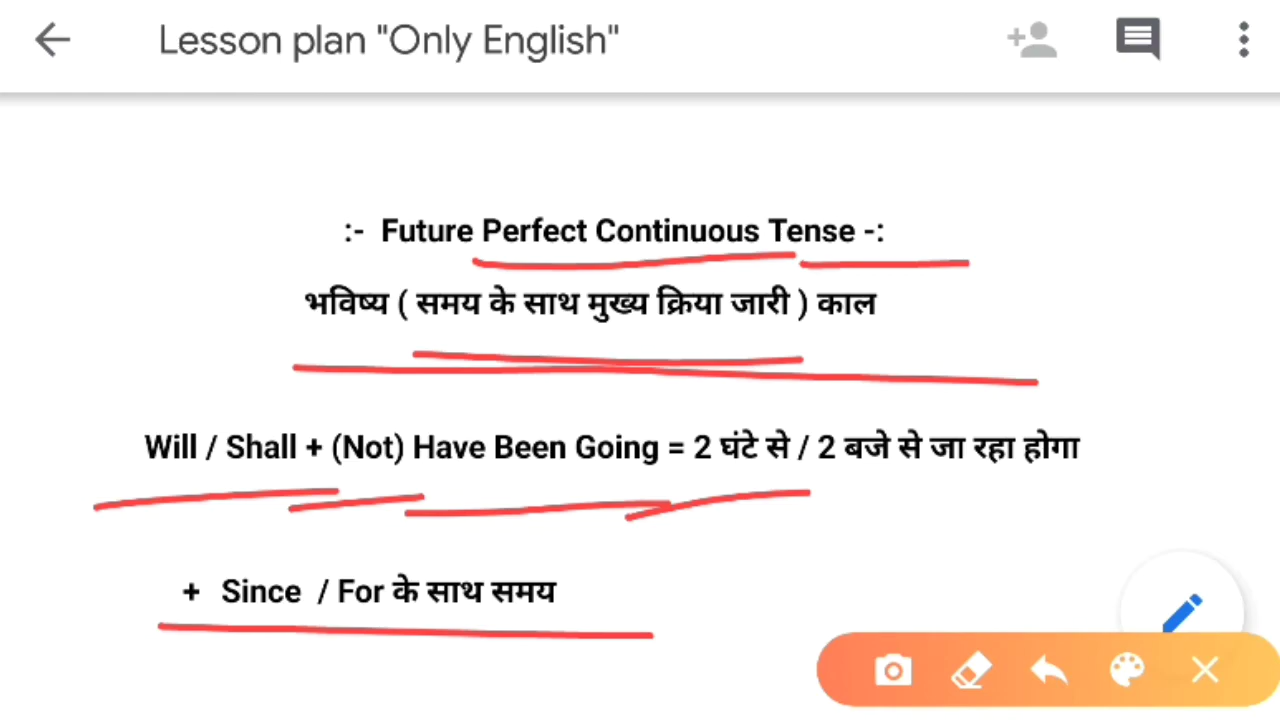 Lesson plan "Only English"
:- Future Perfect Continuous Tense -:
भविष्य ( समय के साथ मुख्य क्रिया जारी ) काल
Will / Shall + (Not) Have Been Going = 2 घंटे से / 2 बजे से जा रहा होगा
+ Since / For के साथ समय